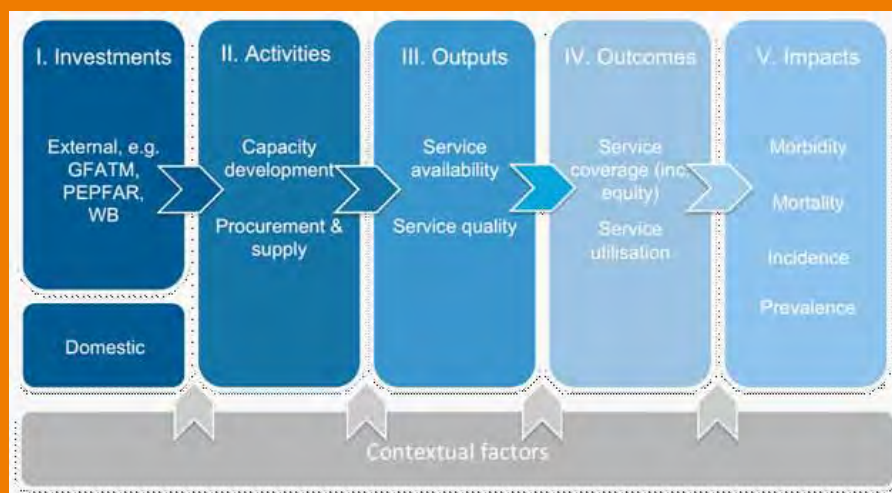 I. Investments
External, e.g.
GFATM,
PEPFAR,
WB
Domestic
II. Activities
Capacity
development
Procurement &
supply
III. Outputs
Service
availability
Service quality
IV. Outcomes
Service
coverage (inc.
equity)
Service
utilisation
V. Impacts
Morbidity
Mortality
Incidence
Prevalence
Contextual factors